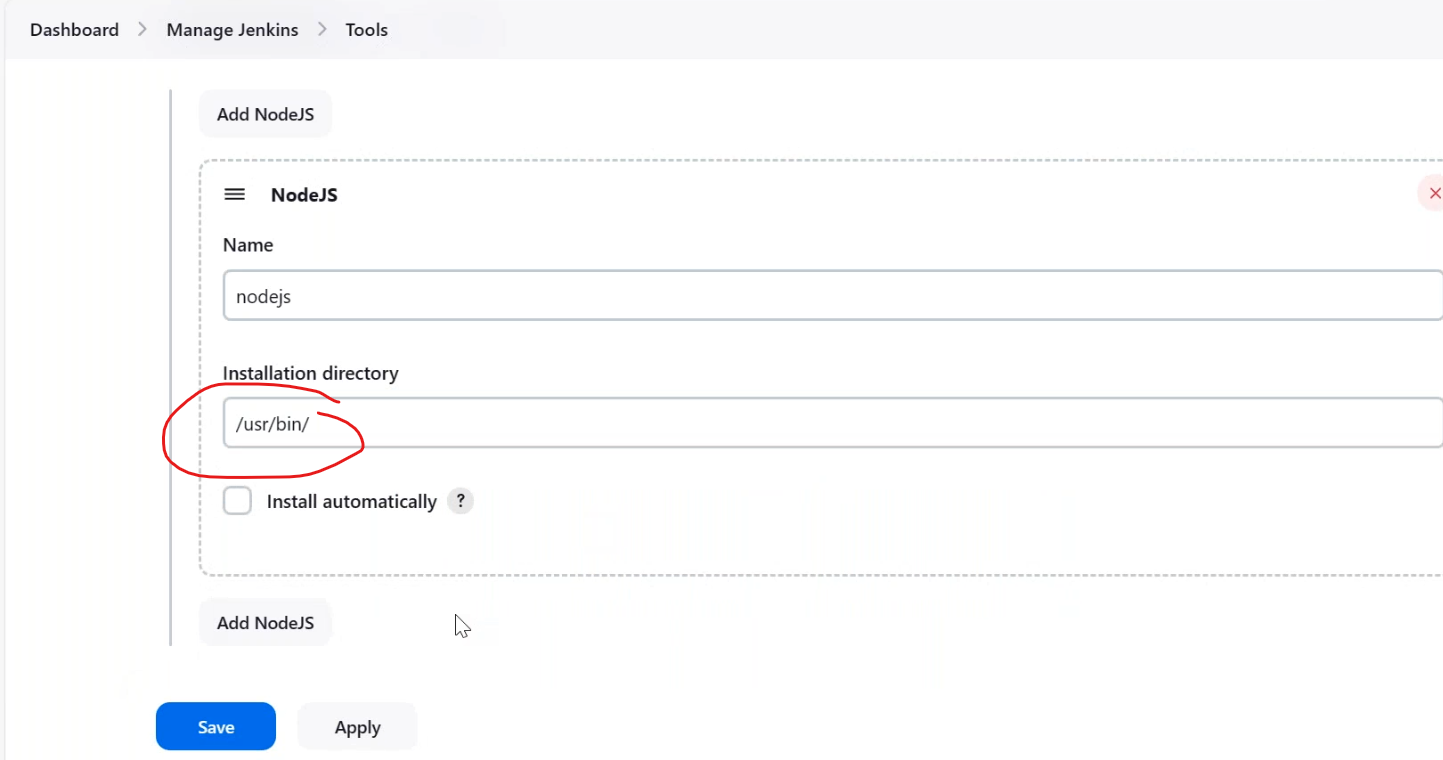 Dashboard > Manage Jenkins > Tools
Add NodeJS
NodeJS
Name
nodejs
Installation directory
/usr/bin/
Install automatically ?
Add NodeJS
Save Apply